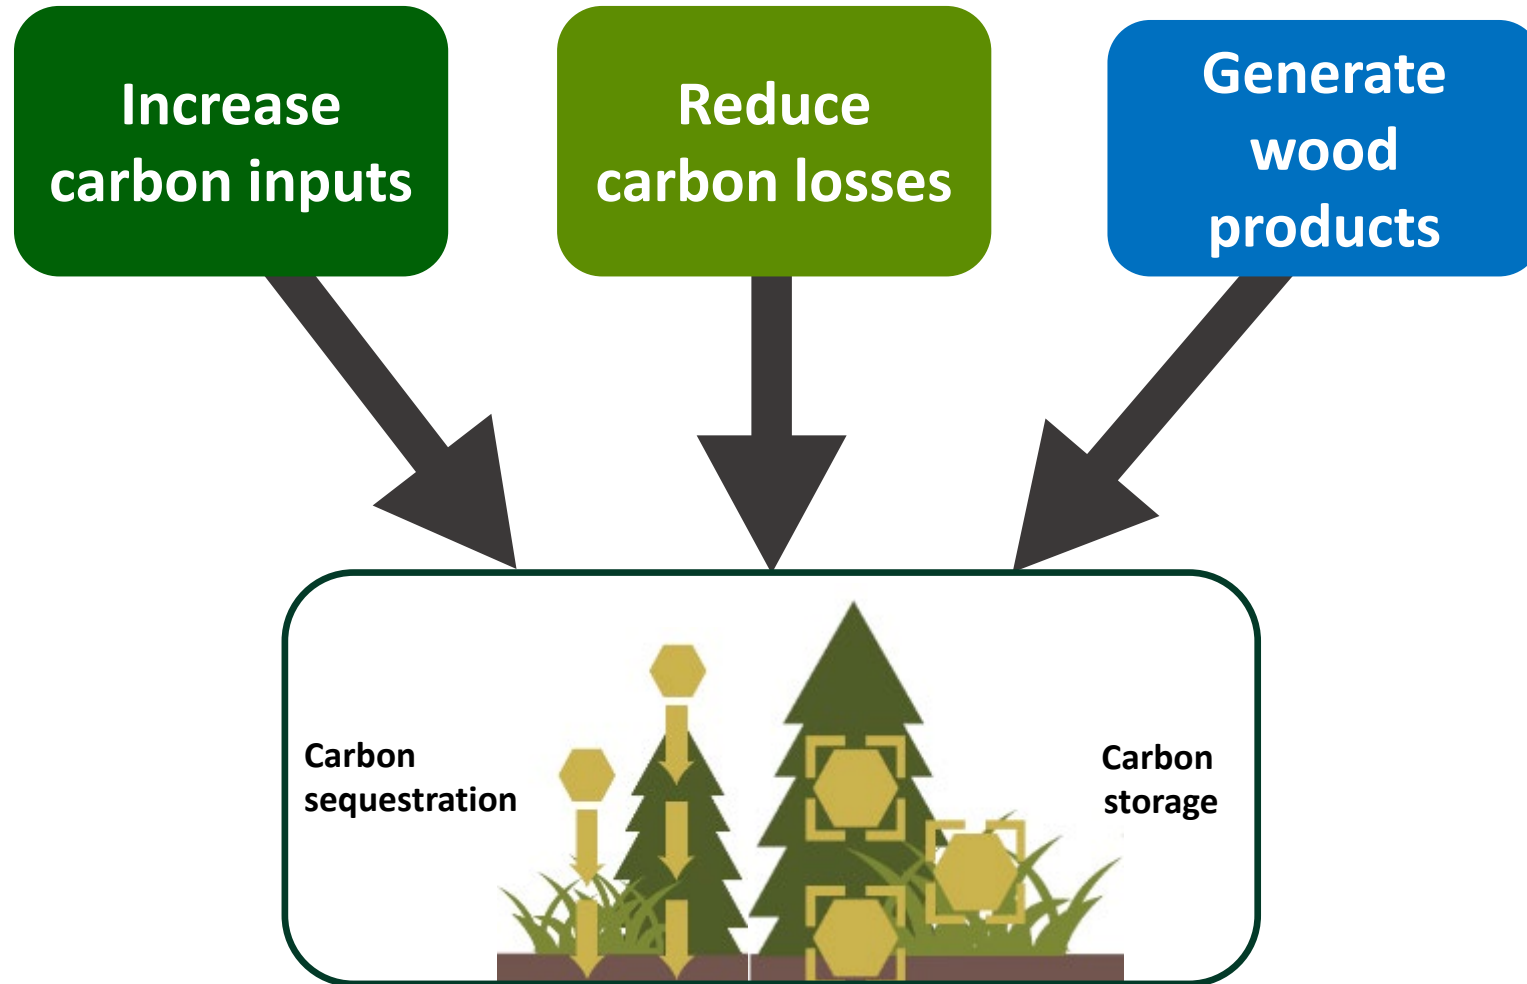 Increase
carbon inputs
Reduce
carbon losses
Generate
wood
products
Carbon
sequestration
Carbon
storage